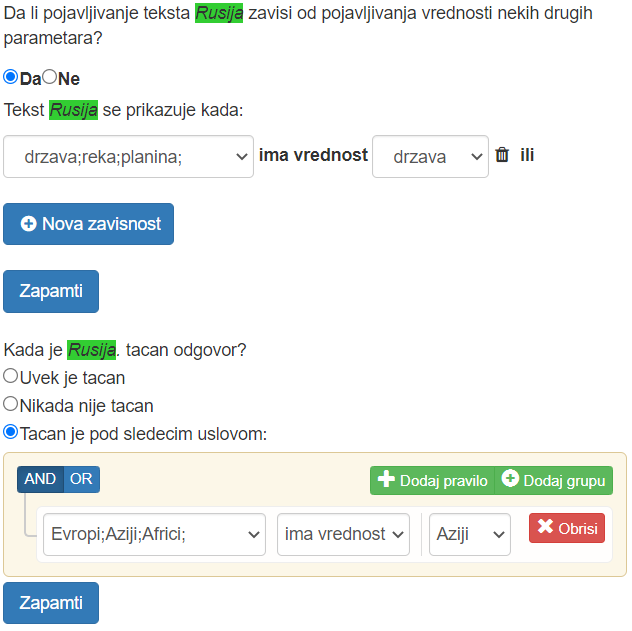 Da li pojavljivanje teksta Rusija zavisi od pojavljivanja vrednosti nekih drugih
parametara?
Da Ne
Tekst Rusija se prikazuje kada:
drzava;reka;planina; ima vrednost drzava ili
Nova zavisnost
Zapamti
Kada je Rusija. tacan odgovor?
Uvek je tacan
Nikada nije tacan
Tacan je pod sledecim uslovom:
AND OR Dodaj pravilo Dodaj grupu
Evropi;Aziji;Africi; ima vrednost Aziji Obrisi
Zapamti